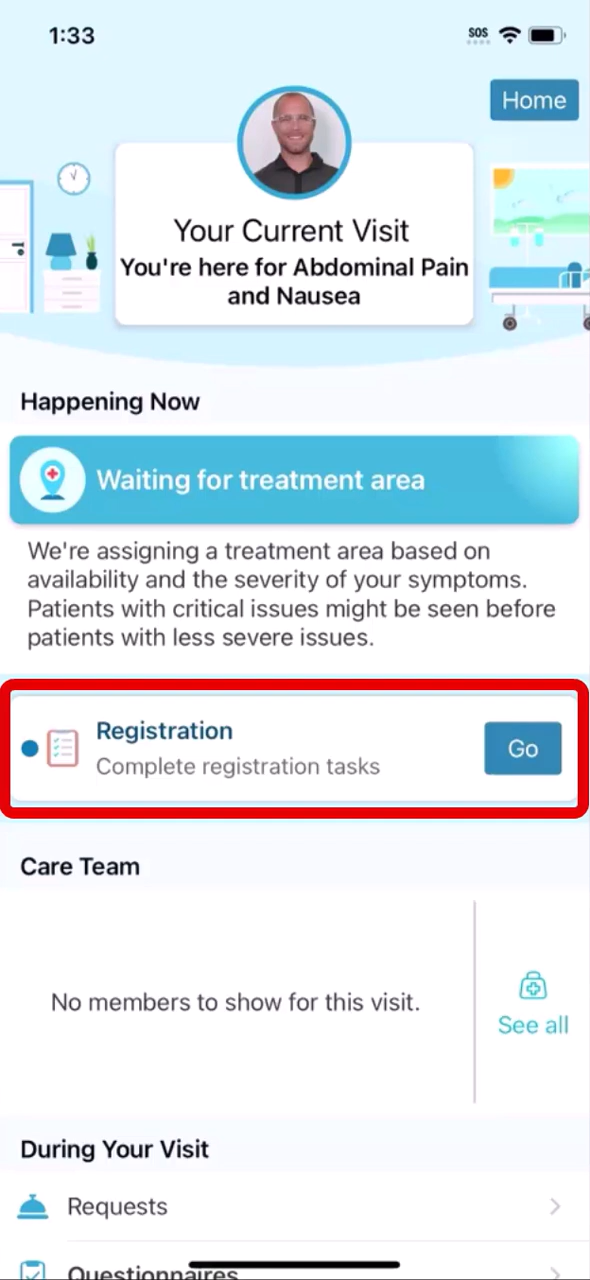 1:33
SOS
Home
Your Current Visit
You're here for Abdominal Pain
and Nausea
Happening Now
Waiting for treatment area
We're assigning a treatment area based on
availability and the severity of your symptoms.
Patients with critical issues might be seen before
patients with less severe issues.
Registration
Complete registration tasks
Go
Care Team
No members to show for this visit.
See all
During Your Visit
Requests
Questionnaires